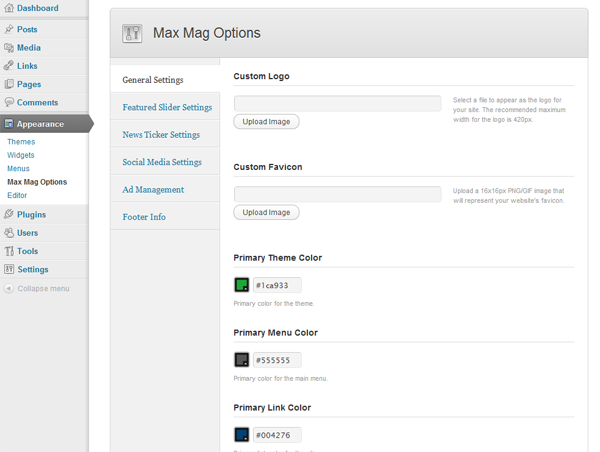 Dashboard
Posts
Media
Links
Pages
Comments
Appearance
Themes
Widgets
Menus
Max Mag Options
Editor
Plugins
Users
Tools
Settings
Collapse menu
Max Mag Options
General Settings
Featured Slider Settings
News Ticker Settings
Social Media Settings
Ad Management
Footer Info
Custom Logo
Upload Image
Select a file to appear as the logo for
your site. The recommended maximum
width for the logo is 420px.
Custom Favicon
Upload Image
Upload a 16x16px PNG/GIF image that
will represent your website's favicon.
Primary Theme Color
#1ca933
Primary color for the theme.
Primary Menu Color
#555555
Primary color for the main menu.
Primary Link Color
#004276